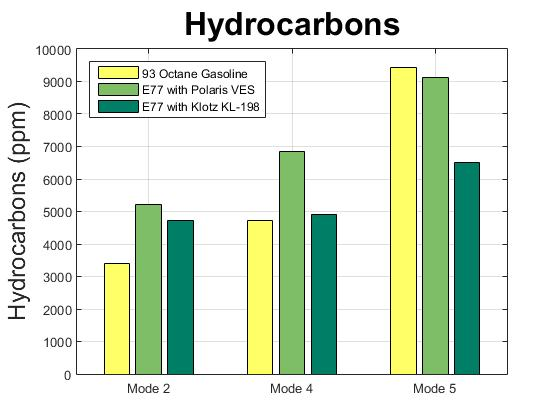 Hydrocarbons
Hydrocarbons (ppm)
10000
9000
8000
7000
6000
5000
4000
3000
2000
1000
0
93 Octane Gasoline
E77 with Polaris VES
E77 with Klotz KL-198
Mode 2 Mode 4 Mode 5